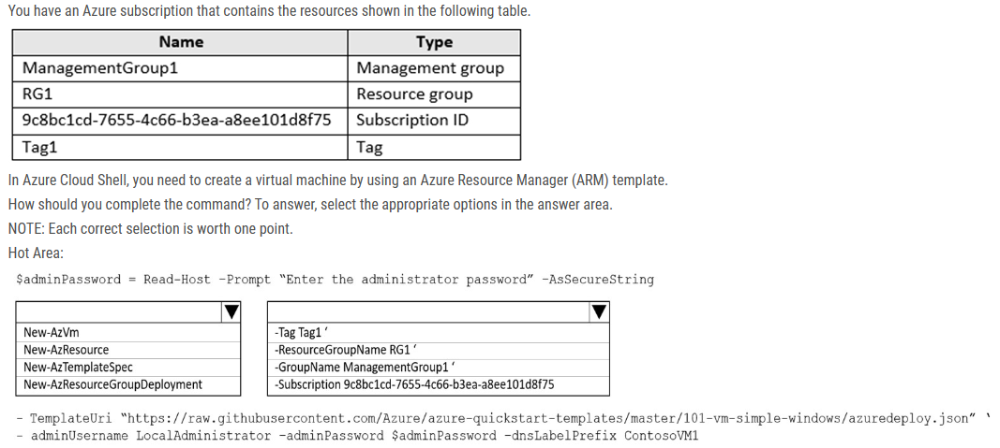 You have an Azure subscription that contains the resources shown in the following table.
Name Type
ManagementGroup1 Management group
RG1 Resource group
9c8bc1cd-7655-4c66-b3ea-a8ee101d8f75 Subscription ID
Tag1 Tag
In Azure Cloud Shell, you need to create a virtual machine by using an Azure Resource Manager (ARM) template.
How should you complete the command? To answer, select the appropriate options in the answer area.
NOTE: Each correct selection is worth one point.
Hot Area:
$adminPassword = Read-Host -Prompt “Enter the administrator password” -AsSecureString
New-AzVm
New-AzResource
New-AzTemplateSpec
New-AzResourceGroupDeployment
-Tag Tag1 ‘
-ResourceGroupName RG1 ‘
-GroupName ManagementGroup1 ‘
-Subscription 9c8bc1cd-7655-4c66-b3ea-a8ee101d8f75
- TemplateUri “https://raw.githubusercontent.com/Azure/azure-quickstart-templates/master/101-vm-simple-windows/azuredeploy.json” ‘
- adminUsername LocalAdministrator -adminPassword $adminPassword -dnsLabelPrefix ContosoVM1